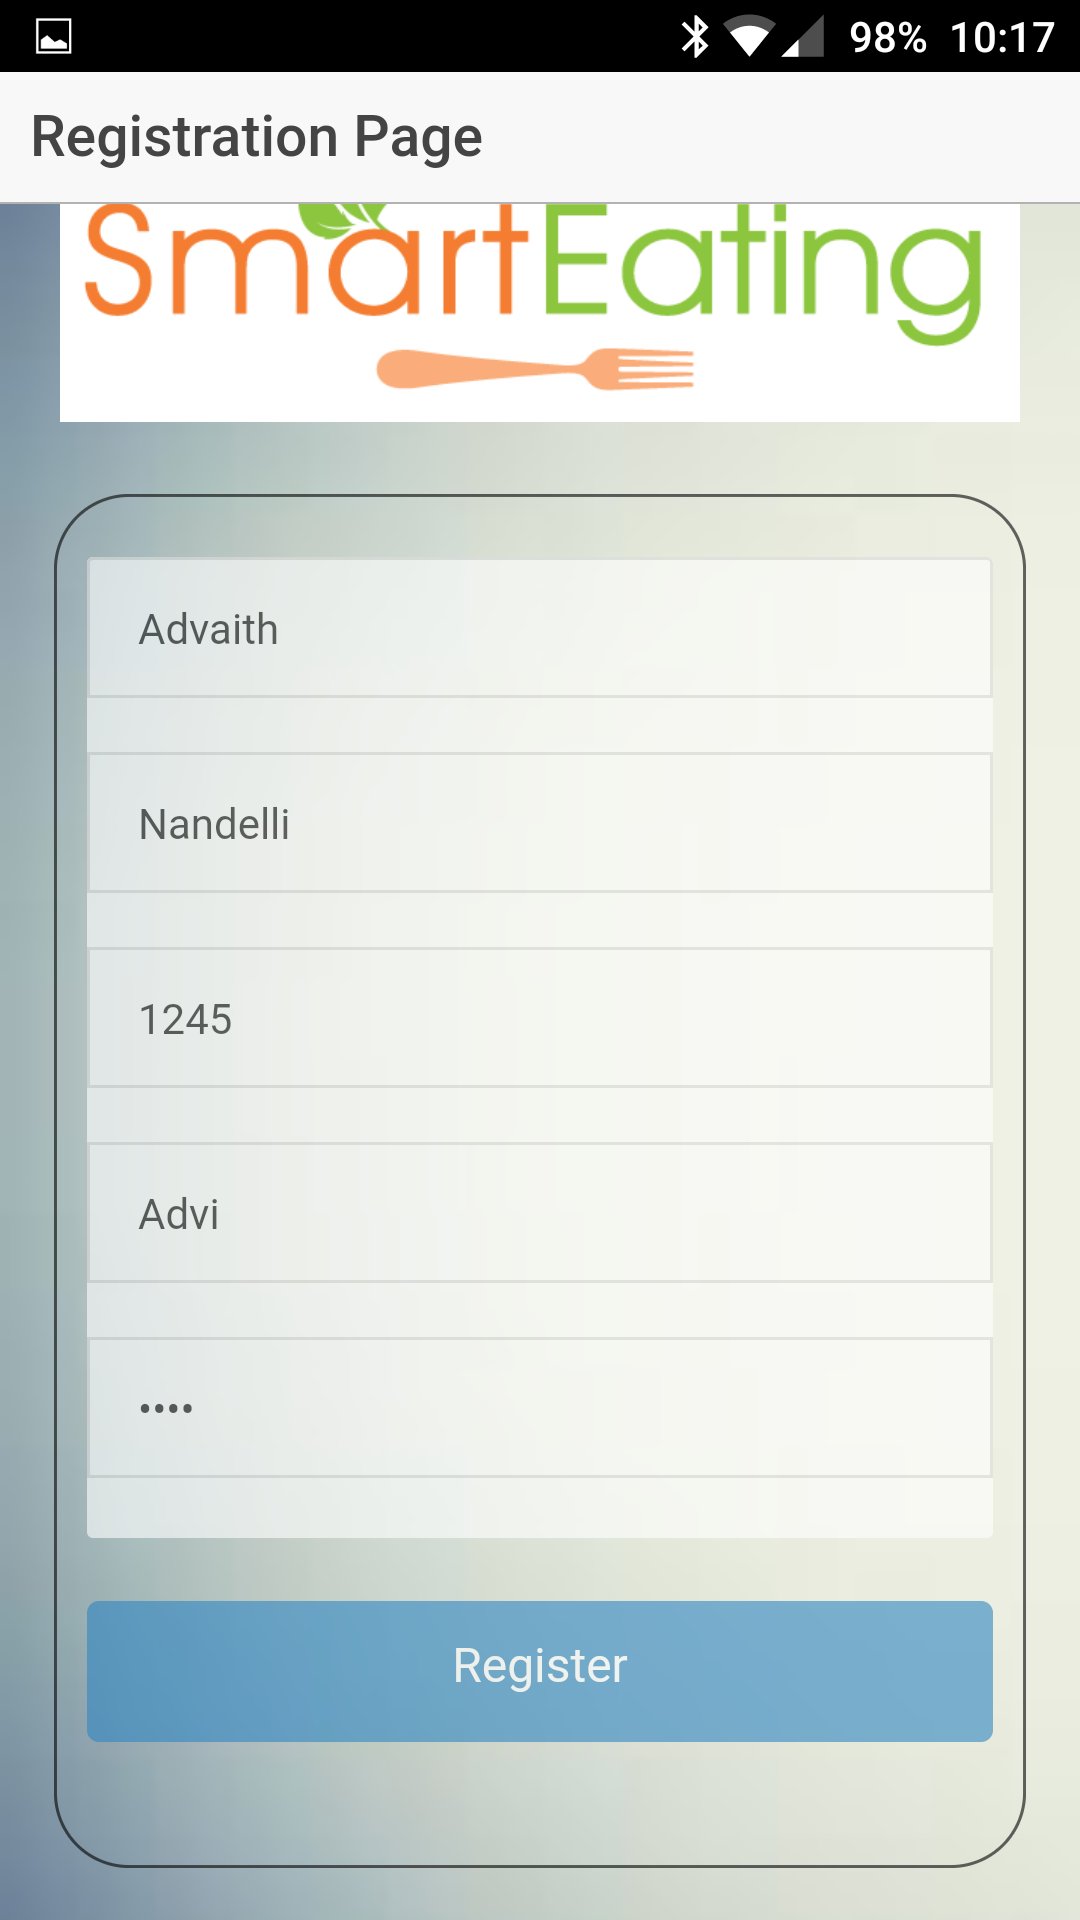 98% 10:17
Registration Page
SmartEating
Advaith
Nandelli
1245
Advi
••••
Register